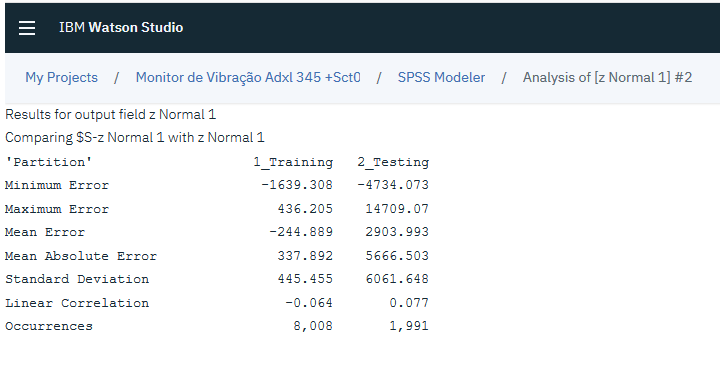 IBM Watson Studio
My Projects / Monitor de Vibração Adxl 345 +Sct0 / SPSS Modeler / Analysis of [z Normal 1] #2
Results for output field z Normal 1
Comparing $S-z Normal 1 with z Normal 1
'Partition' 1_Training 2_Testing
Minimum Error -1639.308 -4734.073
Maximum Error 436.205 14709.07
Mean Error -244.889 2903.993
Mean Absolute Error 337.892 5666.503
Standard Deviation 445.455 6061.648
Linear Correlation -0.064 0.077
Occurrences 8,008 1,991